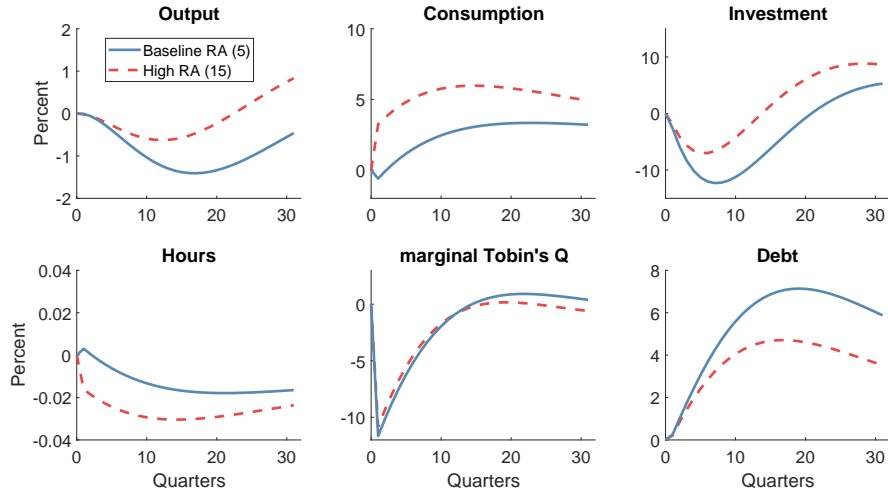 Output
Consumption
Investment
2
1
0
-1
-2
Percent
Baseline RA (5)
High RA (15)
0 10 20 30
10
5
0
0 10 20 30
10
0
-10
0 10 20 30
Hours
marginal Tobin's Q
Debt
0.04
0.02
0
-0.02
-0.04
Percent
0 10 20 30
Quarters
0
-5
-10
0 10 20 30
Quarters
8
6
4
2
0
0 10 20 30
Quarters